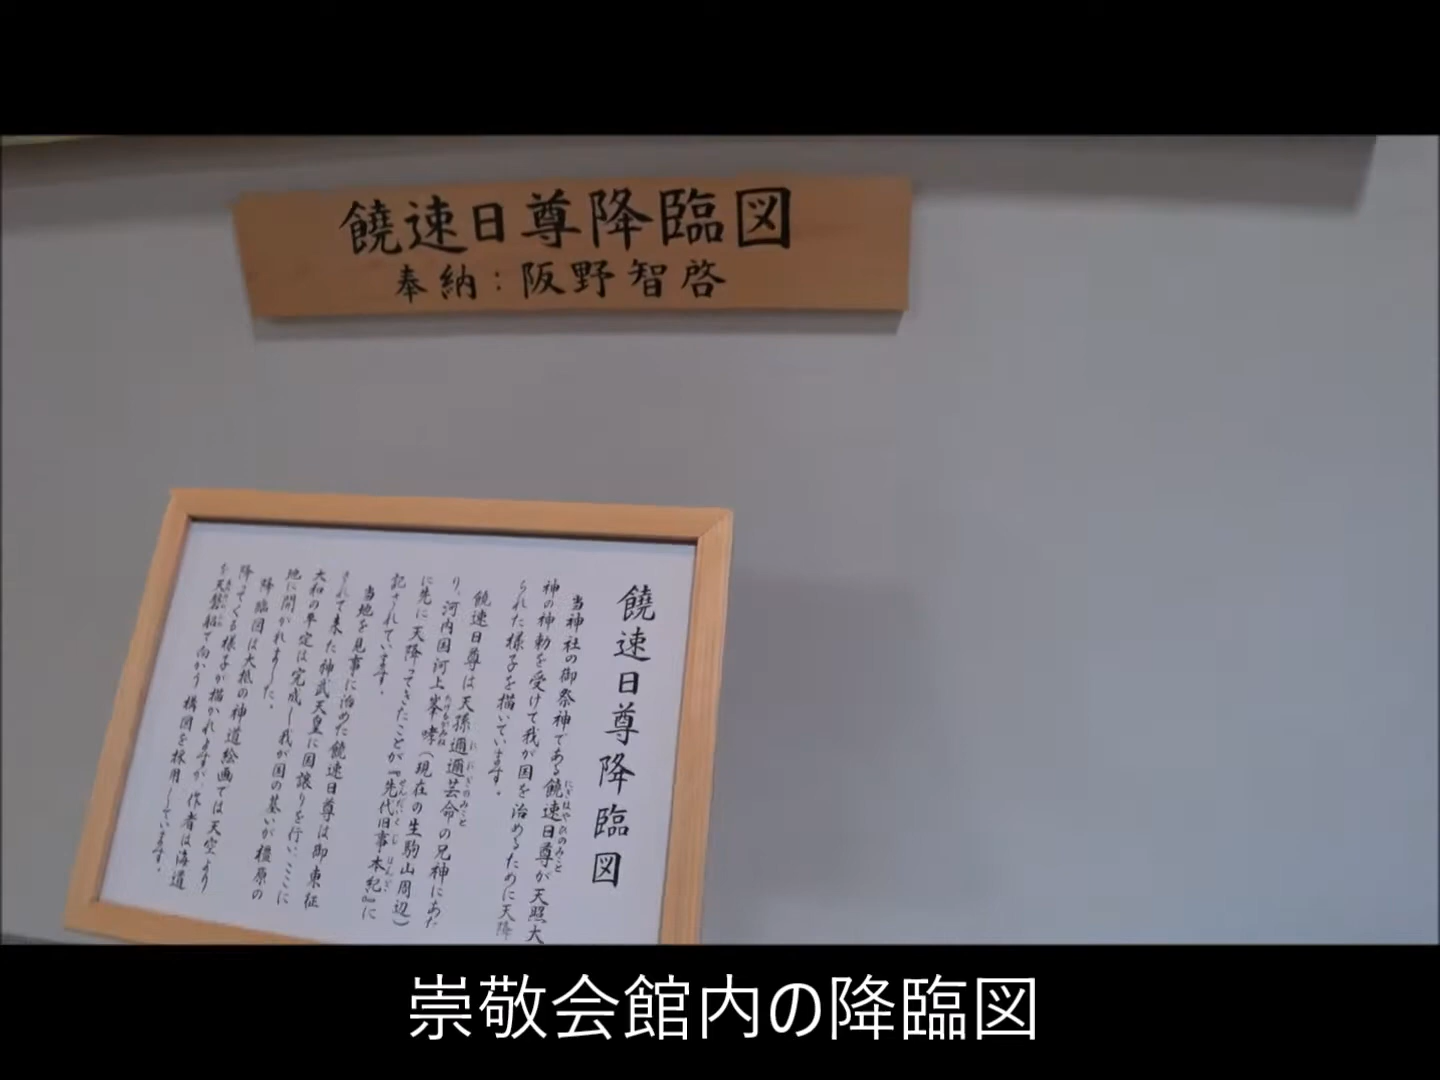 饒速日尊降臨図
奉納:阪野智啓
饒速日尊降臨図
当神社の御祭神である饒速日尊が天照大
神の神勅を受けて我が国を治めるために天降
られた様子を描いています。
饒速日尊は天孫邇邇芸命の兄神にあた
り、河内国河上哮峯(現在の生駒山周辺)
に先に天降ってきたことが『先代旧事本紀』に
記されています。
当地を見事に治めた饒速日尊は御東征
されて来た神武天皇に国譲りを行い、ここに
大和の平定は完成し我が国の基いが橿原の
地に開かれました。
降臨図は大抵の神道絵画では天空より
降ってくる様子が描かれますが、作者は海道
を天磐船で向かう構図を採用しています。
崇敬会館内の降臨図